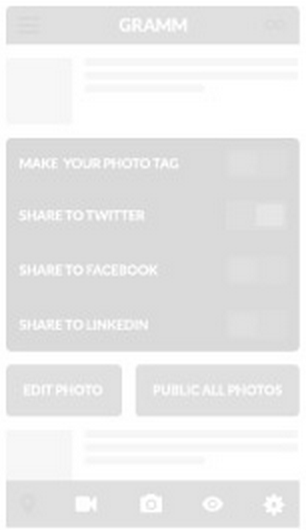 GRAMM
MAKE YOUR PHOTO TAG
SHARE TO TWITTER
SHARE TO FACEBOOK
SHARE TO LINKEDIN
EDIT PHOTO
PUBLIC ALL PHOTOS